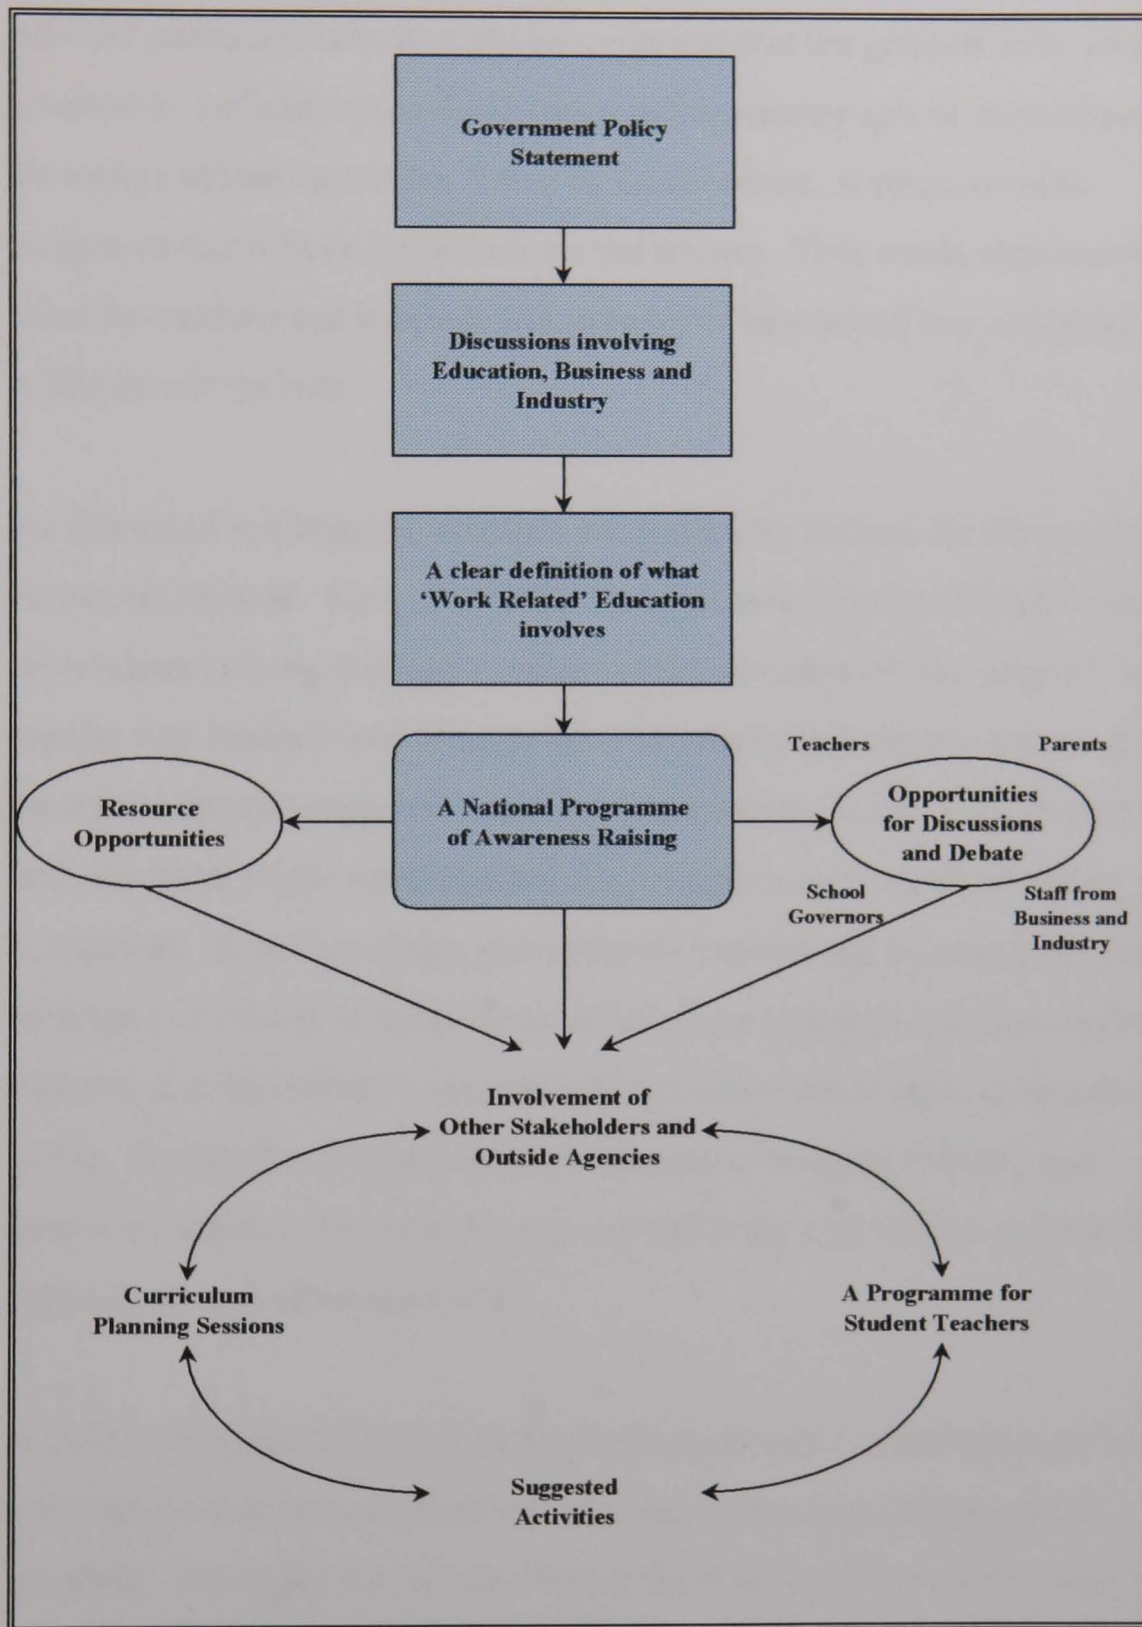 Government Policy
Statement
Discussions involving
Education, Business and
Industry
A clear definition of what
‘Work Related’ Education
involves
A National Programme
of Awareness Raising
Resource
Opportunities
Teachers
Parents
Opportunities
for Discussions
and Debate
School
Governors
Staff from
Business and
Industry
Involvement of
Other Stakeholders and
Outside Agencies
Curriculum
Planning Sessions
A Programme for
Student Teachers
Suggested
Activities